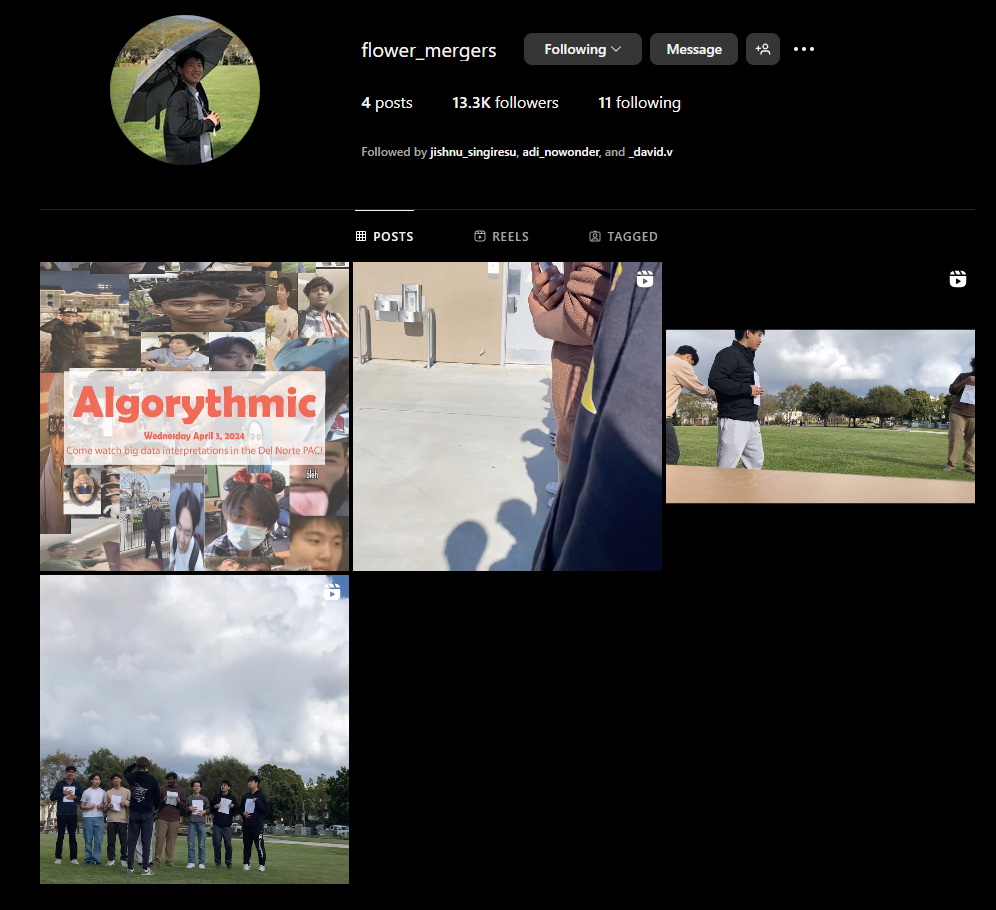 flower_mergers
Following
Message
4 posts
13.3K followers
11 following
Followed by jishnu_singiresu, adi_nowonder, and _david.v
POSTS
REELS
TAGGED
Algorythmic
Wednesday April 3, 2024
Come watch big data interpretations in the Del Norte PAC!
bleh